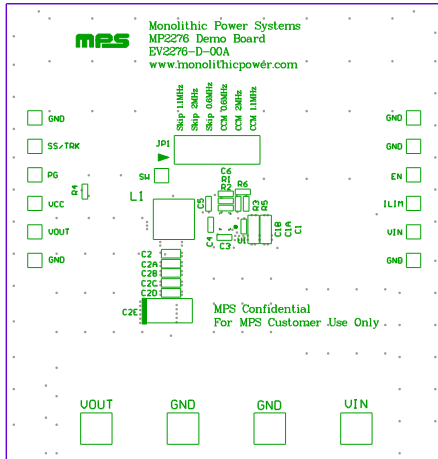 mps
Monolithic Power Systems
MP2276 Demo Board
EV2276-D-00A
www.monolithicpower.com
Skip 1.1MHz
Skip 2MHz
Skip 0.6MHz
CCM 0.6MHz
CCM 2MHz
CCM 1.1MHz
JP1
GND
SS/TRK
PG
VCC
VOUT
GND
R4
SW
L1
C6
R1
R2
R6
C5
C4
C3
U1
R3
R5
C1B
C1A
C1
GND
GND
EN
ILIM
VIN
GND
C2
C2A
C2B
C2C
C2D
C2E
MPS Confidential
For MPS Customer Use Only
VOUT
GND
GND
VIN